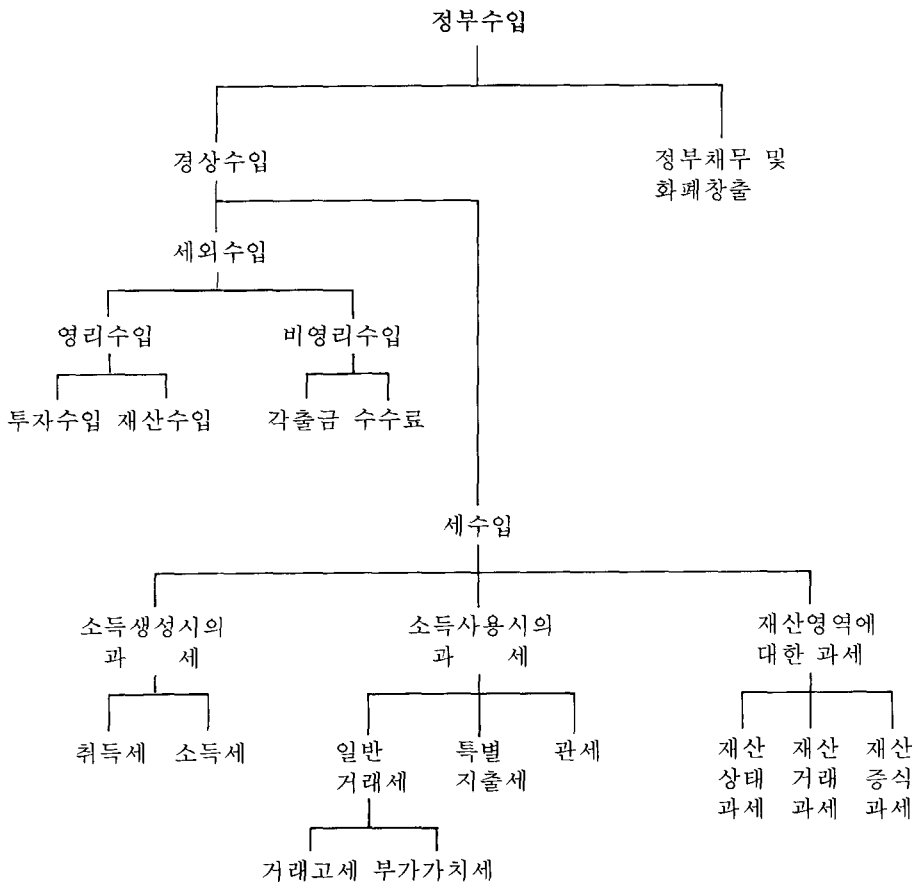 정부수입
경상수입
정부채무 및
화폐창출
세외수입
영리수입 비영리수입
투자수입 재산수입 각출금 수수료
세수입
소득생성시의
과 세
소득사용시의
과 세
재산영역에
대한 과세
취득세 소득세
일반
거래세
특별
지출세
관세
재산
상태
과세
재산
거래
과세
재산
증식
과세
거래고세 부가가치세